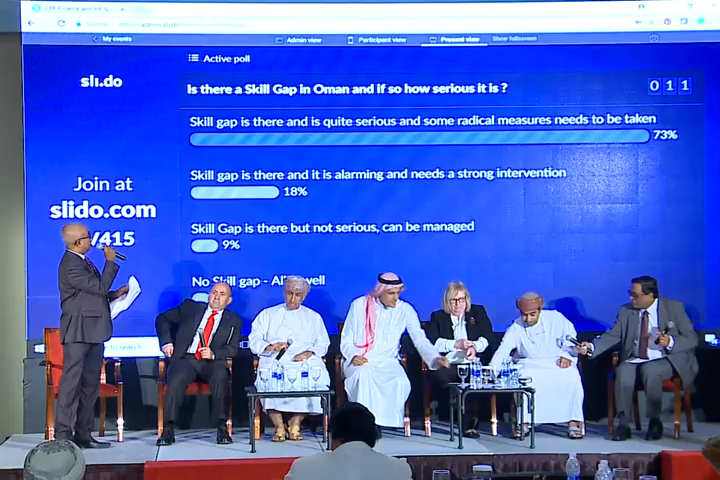 My events
Admin view
Participant view
Present view
Show fullscreen
sli.do
Active poll
Is there a Skill Gap in Oman and if so how serious it is ?
011
Skill gap is there and is quite serious and some radical measures needs to be taken
73%
Skill gap is there and it is alarming and needs a strong intervention
18%
Skill Gap is there but not serious, can be managed
9%
No Skill gap - All well
Join at
slido.com
415